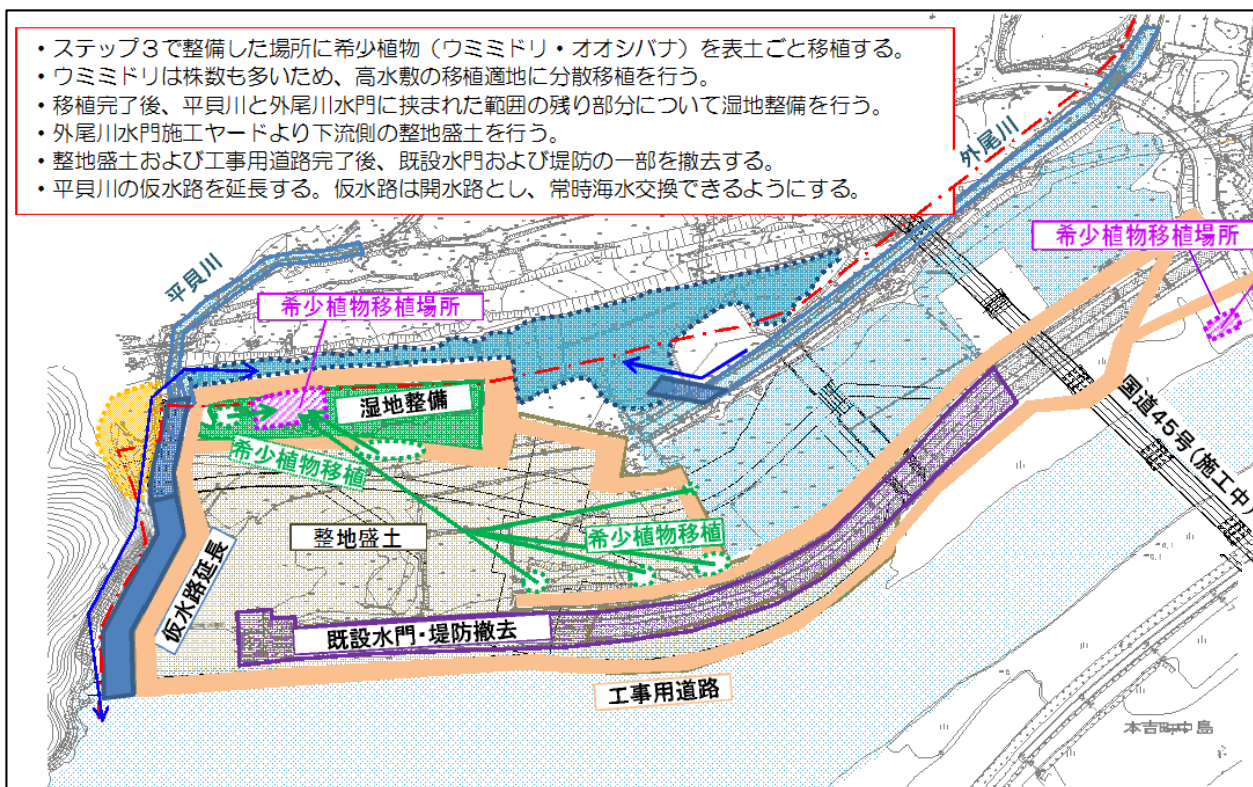 ・ステップ3で整備した場所に希少植物（ウミミドリ・オオシバナ）を表土ごと移植する。
・ウミミドリは株数も多いため、高水敷の移植適地に分散移植を行う。
・移植完了後、平貝川と外尾川水門に挟まれた範囲の残り部分について湿地整備を行う。
・外尾川水門施工ヤードより下流側の整地盛土を行う。
・整地盛土および工事用道路完了後、既設水門および堤防の一部を撤去する。
・平貝川の仮水路を延長する。仮水路は開水路とし、常時海水交換できるようにする。
外尾川
希少植物移植場所
平貝川
希少植物移植場所
湿地整備
希少植物移植
国道45号（施工中）
整地盛土
希少植物移植
仮水路延長
既設水門・堤防撤去
工事用道路
本吉町中島